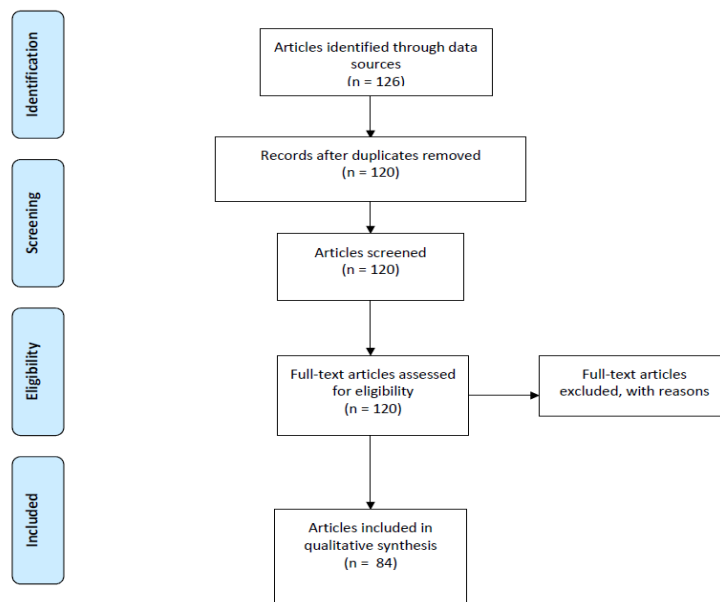 Identification
Articles identified through data
sources
(n = 126)
Records after duplicates removed
(n = 120)
Screening
Articles screened
(n = 120)
Eligibility
Full-text articles assessed
for eligibility
(n = 120)
Full-text articles
excluded, with reasons
Included
Articles included in
qualitative synthesis
(n = 84)